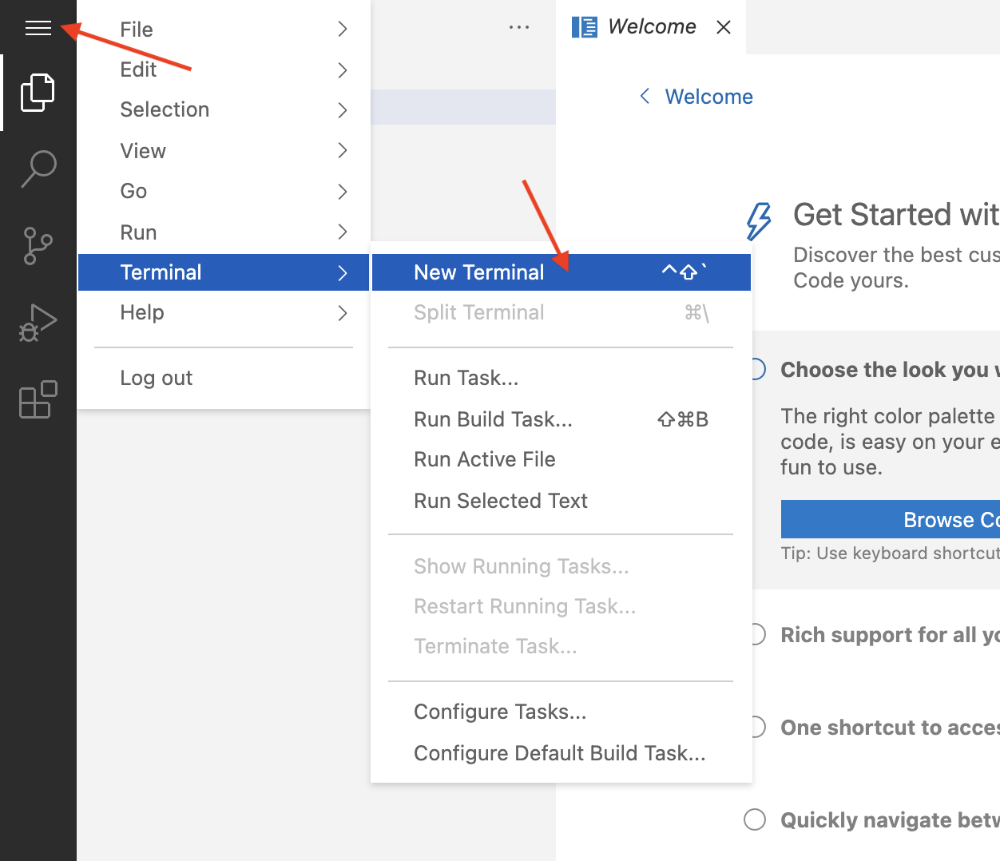 File
Edit
Selection
View
Go
Run
Terminal
Help
Log out
New Terminal ^⇧`
Split Terminal ⌘\
Run Task...
Run Build Task... ⇧⌘B
Run Active File
Run Selected Text
Show Running Tasks...
Restart Running Task...
Terminate Task...
Configure Tasks...
Configure Default Build Task...
Welcome
Welcome
Get Started wit
Discover the best cus
Code yours.
Choose the look you w
The right color palette
code, is easy on your e
fun to use.
Browse Co
Tip: Use keyboard shortcut
Rich support for all yo
One shortcut to acces
Quickly navigate betw